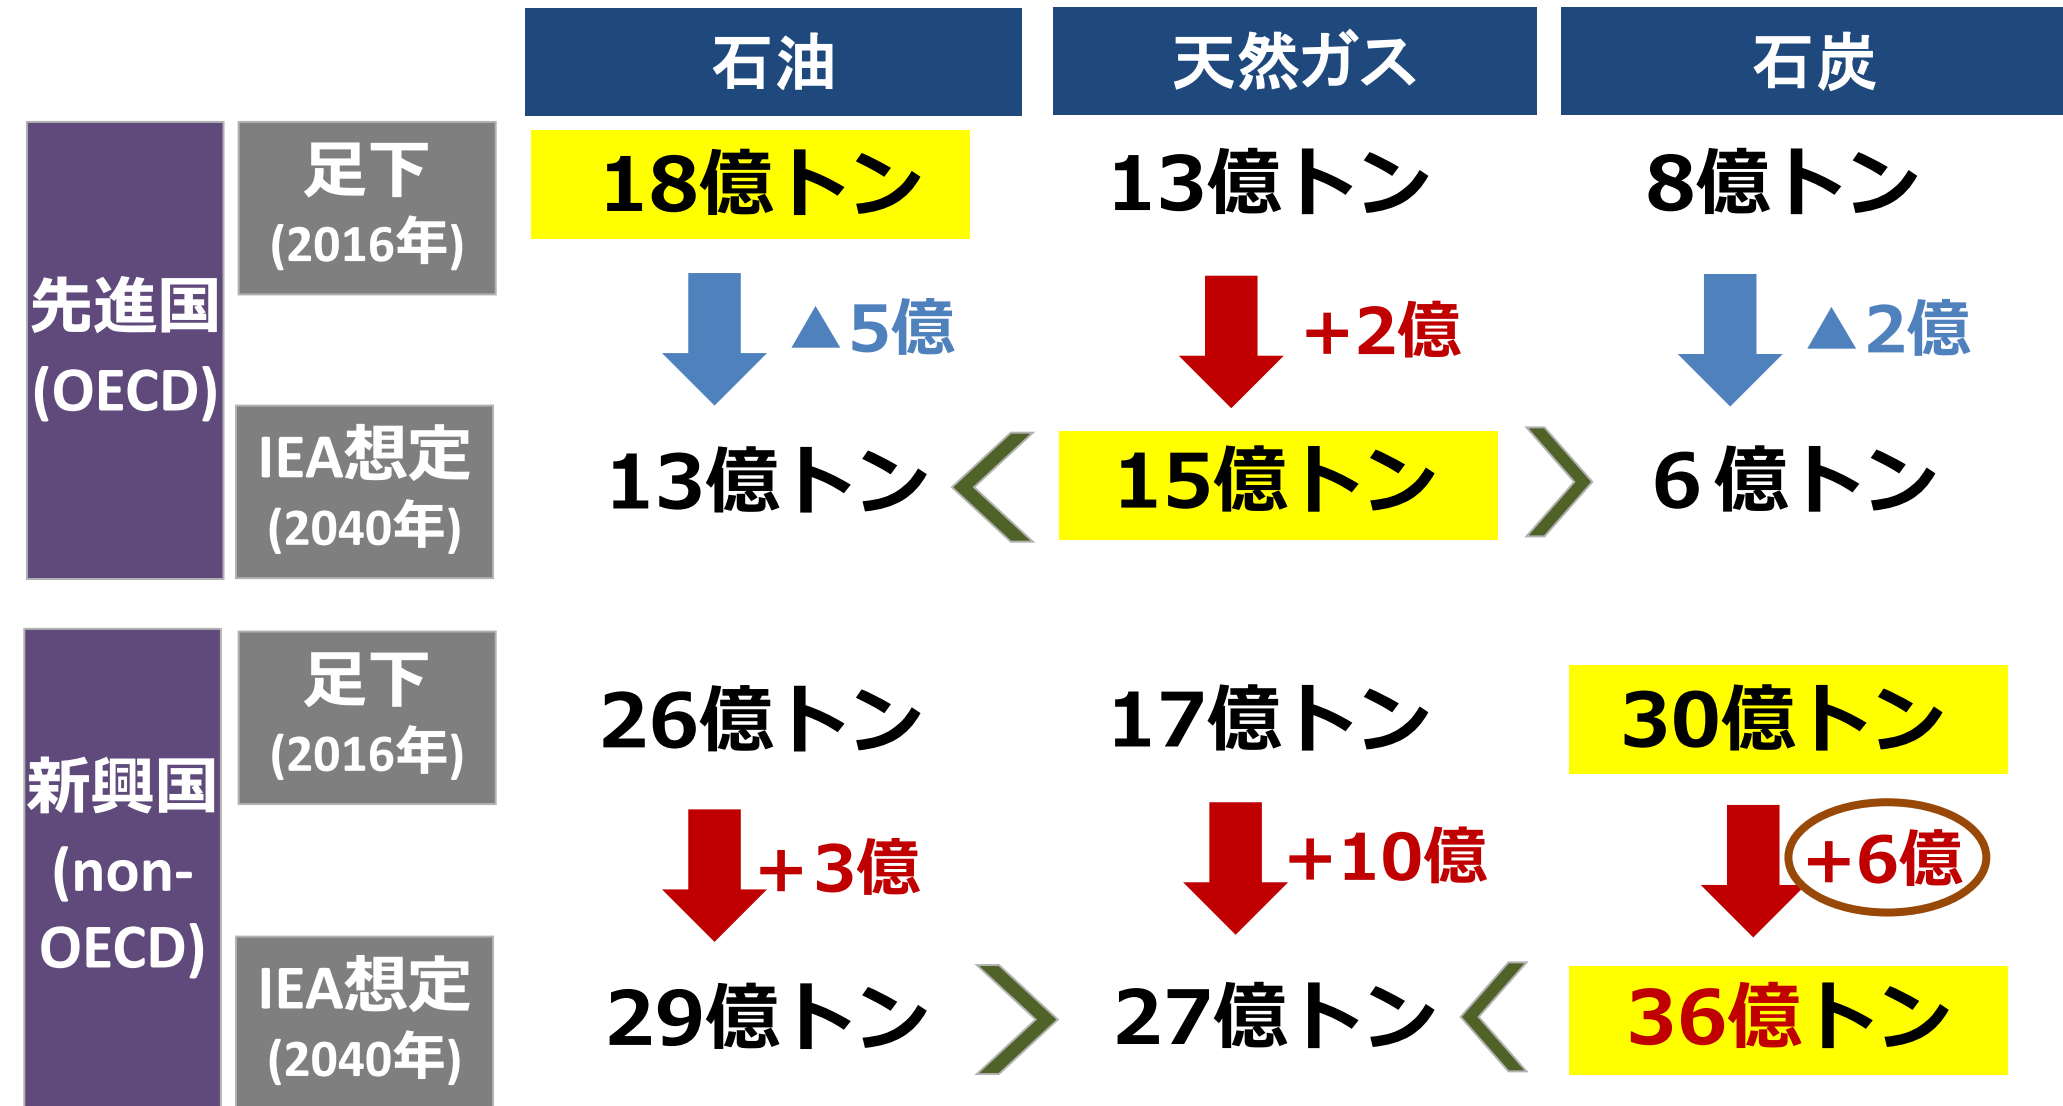 石油
天然ガス
石炭
先進国
(OECD)
足下
(2016年)
18億トン
13億トン
8億トン
▲5億
+2億
▲2億
IEA想定
(2040年)
13億トン
15億トン
6億トン
新興国
(non-
OECD)
足下
(2016年)
26億トン
17億トン
30億トン
+3億
+10億
+6億
IEA想定
(2040年)
29億トン
27億トン
36億トン